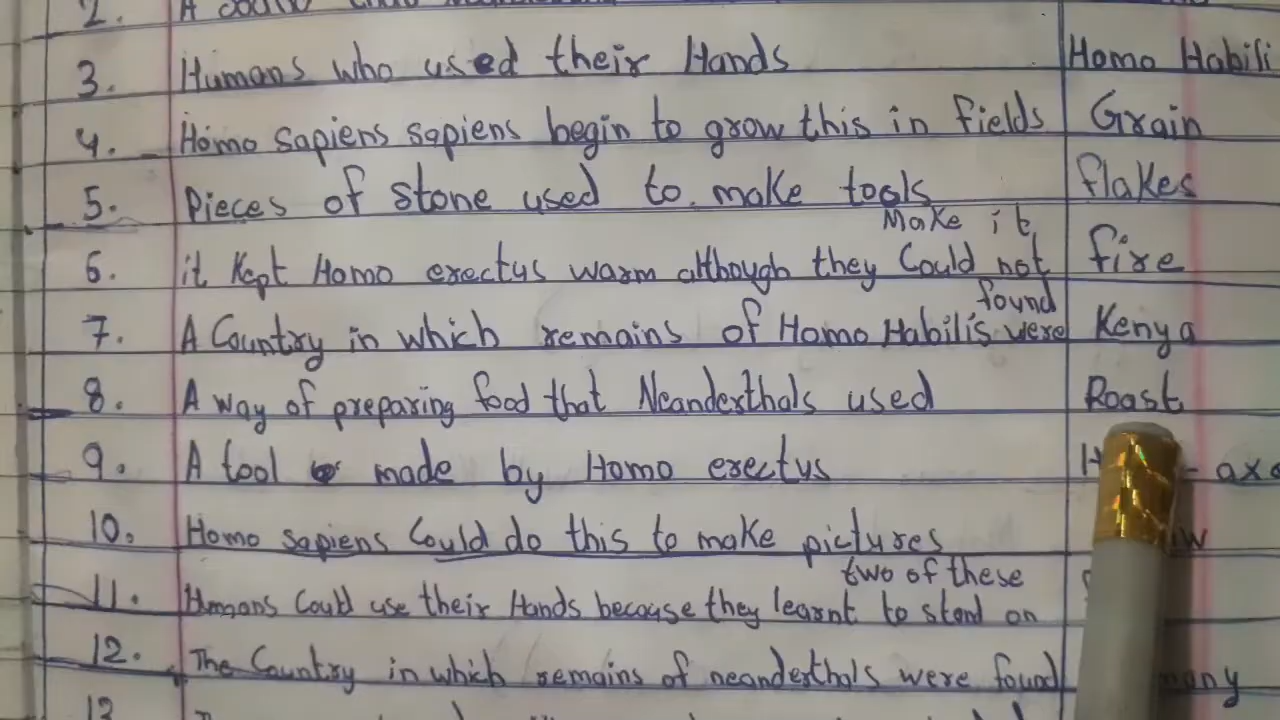 2. A
3. Humans who used their Hands Homo Habili
4. Homo sapiens sapiens begin to grow this in fields Grain
5. Pieces of stone used to make tools flakes
Make it
6. it kept Homo erectus warm although they Could not fire
found
7. A Country in which remains of Homo Habilis were Kenya
8. A way of preparing food that Neanderthals used Roast
9. A tool made by Homo erectus
10. Homo sapiens Could do this to make pictures
two of these
11. Humans Could use their Hands because they learnt to stand on
12. The Country in which remains of neanderthals were found
13.